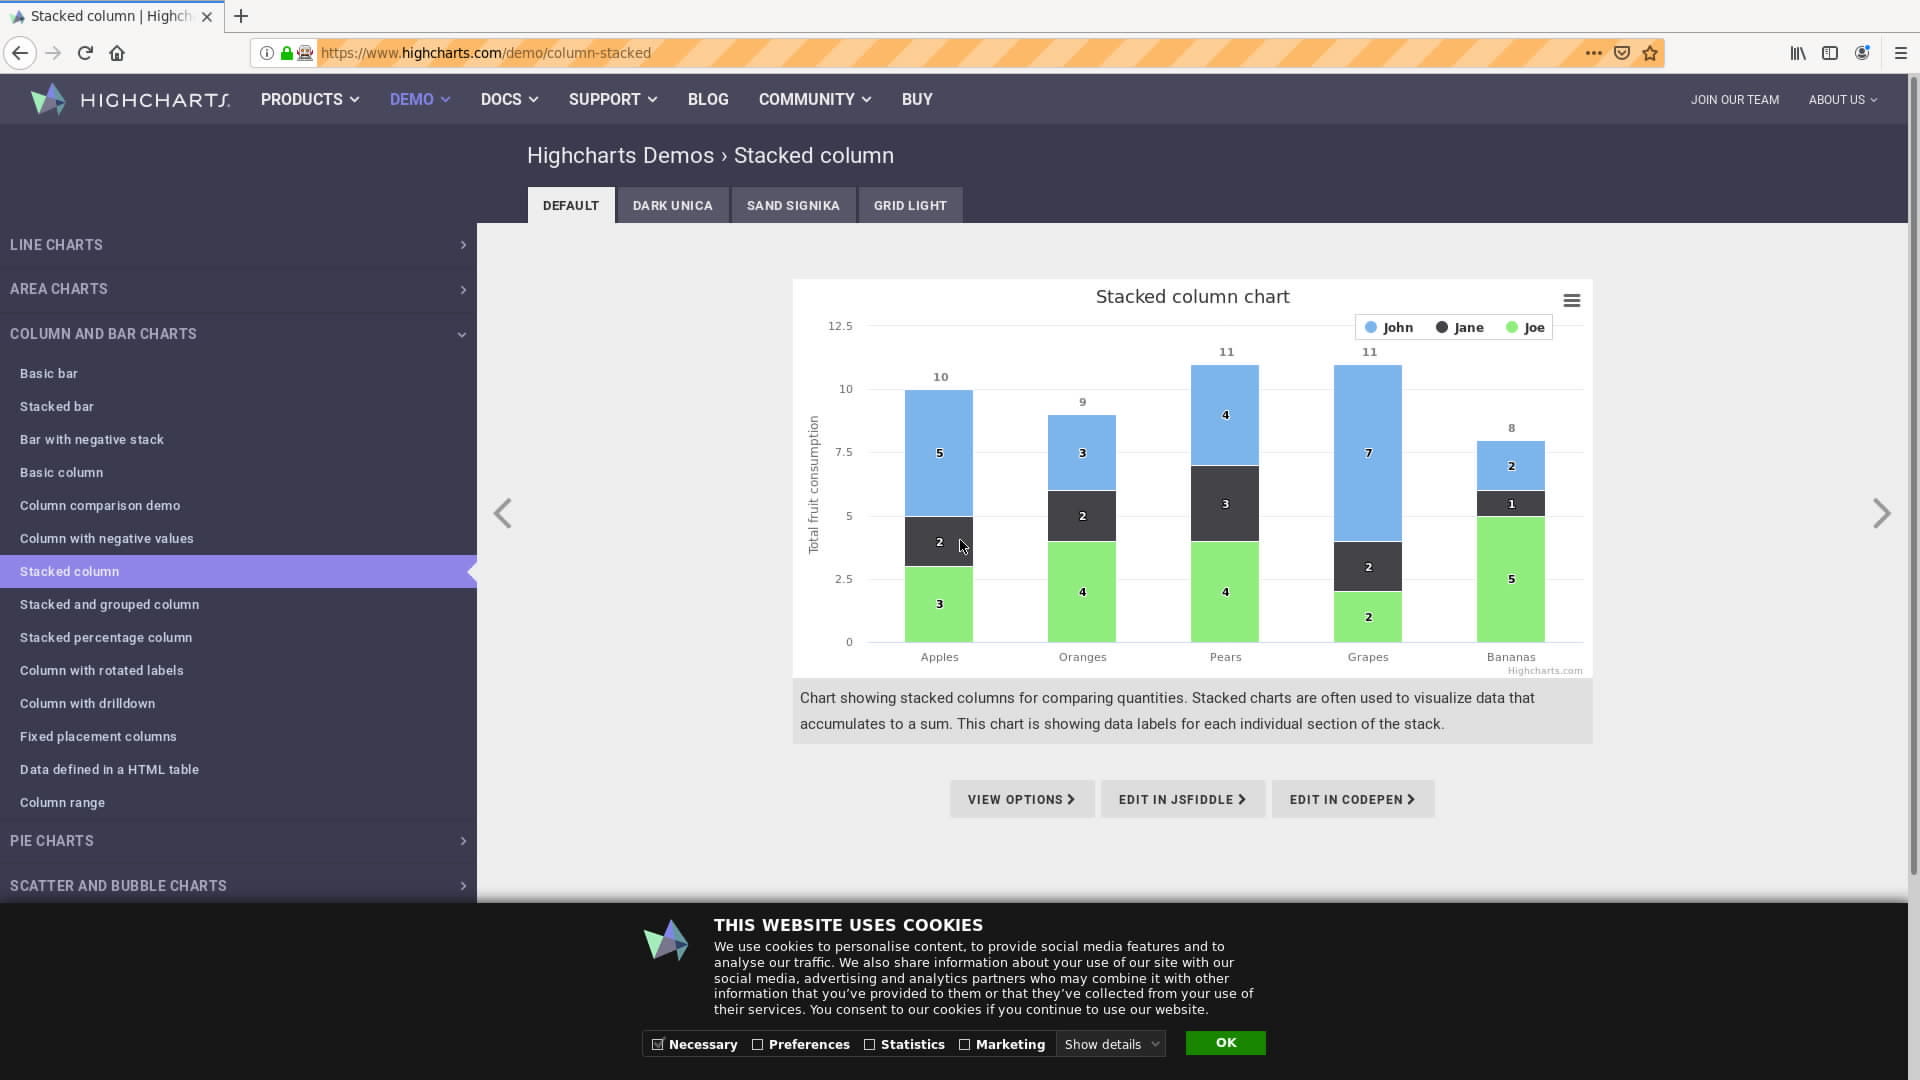 Stacked column | Highch
https://www.highcharts.com/demo/column-stacked
HIGHCHARTS PRODUCTS DEMO DOCS SUPPORT BLOG COMMUNITY BUY JOIN OUR TEAM ABOUT US
Highcharts Demos › Stacked column
DEFAULT DARK UNICA SAND SIGNIKA GRID LIGHT
LINE CHARTS
AREA CHARTS
COLUMN AND BAR CHARTS
Basic bar
Stacked bar
Bar with negative stack
Basic column
Column comparison demo
Column with negative values
Stacked column
Stacked and grouped column
Stacked percentage column
Column with rotated labels
Column with drilldown
Fixed placement columns
Data defined in a HTML table
Column range
PIE CHARTS
SCATTER AND BUBBLE CHARTS
Stacked column chart
John Jane Joe
Total fruit consumption
12.5
10
7.5
5
2.5
0
10 9 11 11 8
5 3 4 7 2
2 2 3 2 1
3 4 4 2 5
Apples Oranges Pears Grapes Bananas
Highcharts.com
Chart showing stacked columns for comparing quantities. Stacked charts are often used to visualize data that
accumulates to a sum. This chart is showing data labels for each individual section of the stack.
VIEW OPTIONS EDIT IN JSFIDDLE EDIT IN CODEPEN
THIS WEBSITE USES COOKIES
We use cookies to personalise content, to provide social media features and to
analyse our traffic. We also share information about your use of our site with our
social media, advertising and analytics partners who may combine it with other
information that you’ve provided to them or that they’ve collected from your use of
their services. You consent to our cookies if you continue to use our website.
Necessary Preferences Statistics Marketing Show details OK